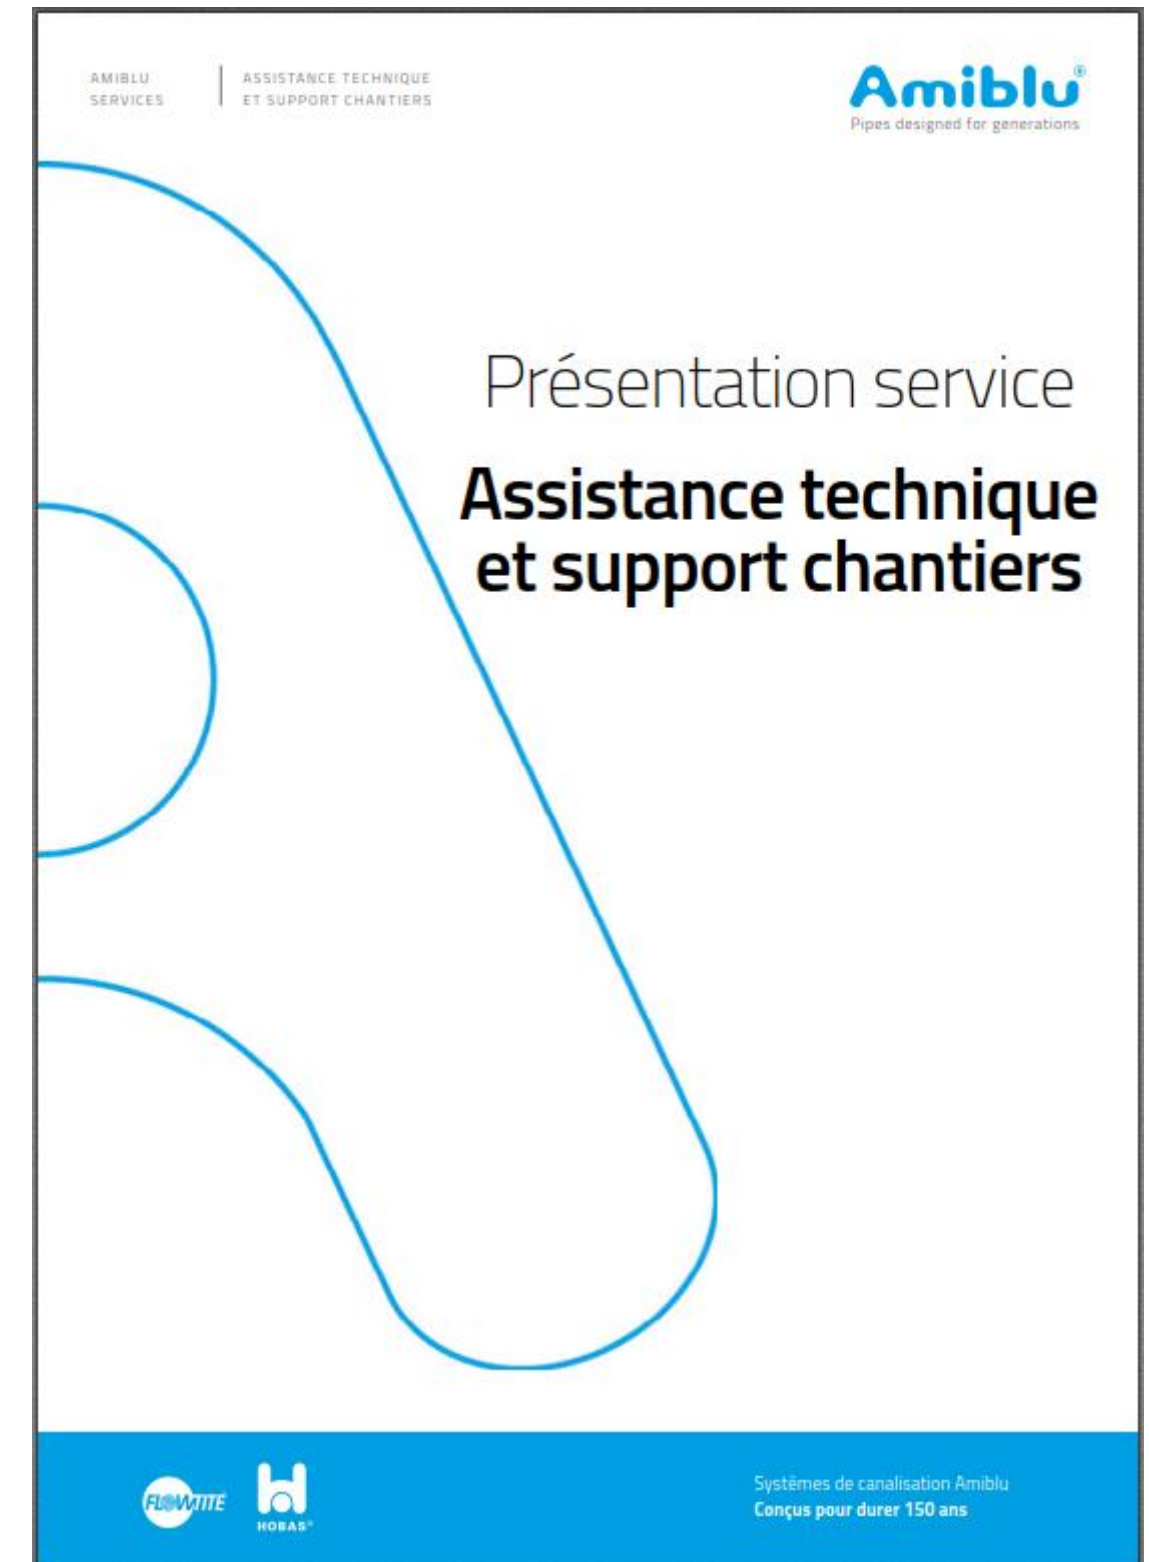 AMIBLU
SERVICES
ASSISTANCE TECHNIQUE
ET SUPPORT CHANTIERS
Amiblu®
Pipes designed for generations
Présentation service
Assistance technique
et support chantiers
FLOWTITE
HOBAS®
Systèmes de canalisation Amiblu
Conçus pour durer 150 ans